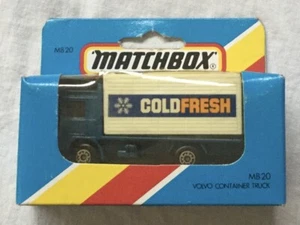 MB 20
MATCHBOX
COLDFRESH
MB 20
VOLVO CONTAINER TRUCK